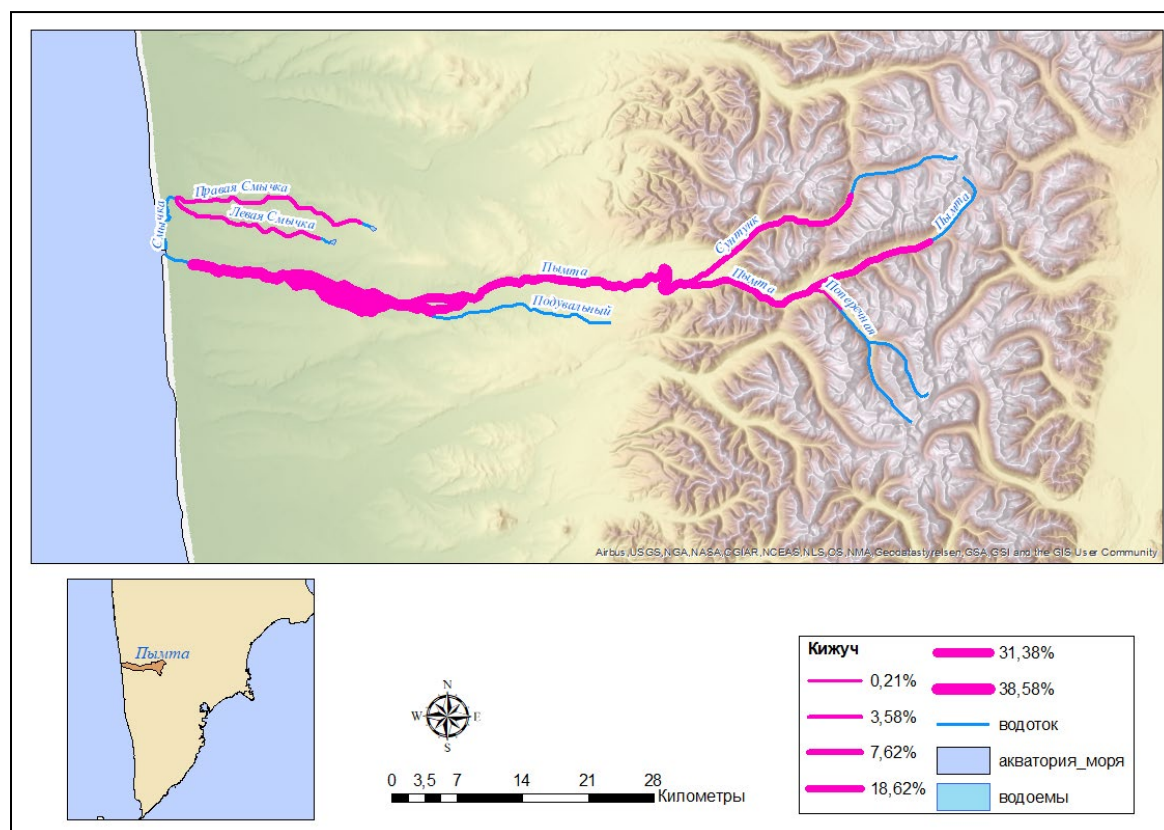 Правая Смычка
Левая Смычка
Смычка
Пымта
Подувальный
Сунтунк
Пымта
Пымта
Поперечная
Airbus,USGS,NGA,NASA,CGIAR,NCEAS,NLS,OS,NMA,Geodatastyrelsen,GSA,GSI and the GIS User Community
Пымта
N
W E
S
0 3,5 7 14 21 28
Километры
Кижуч
0,21%
3,58%
7,62%
18,62%
31,38%
38,58%
водоток
акватория_моря
водоемы